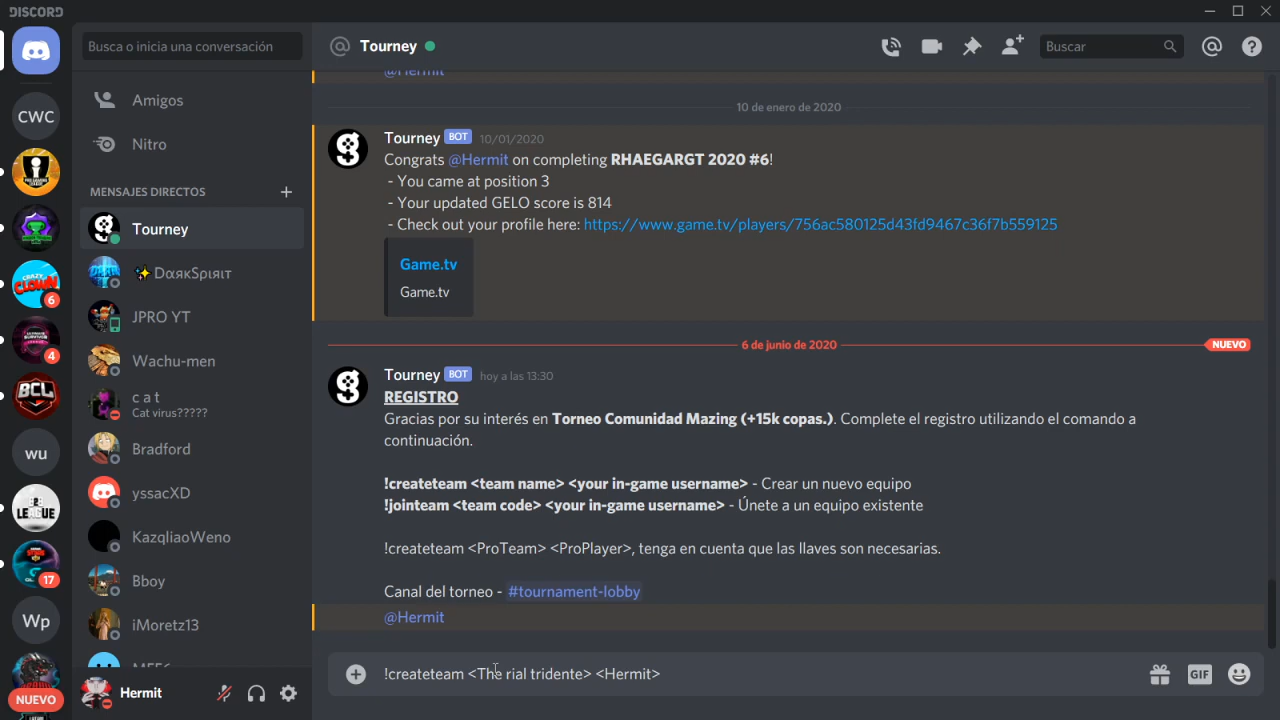 DISCORD
Busca o inicia una conversación
Tourney
Buscar
@Hermit
CWC
Amigos
Nitro
MENSAJES DIRECTOS
Tourney
DαяkSριяιт
JPRO YT
Wachu-men
c a t
Cat virus?????
Bradford
yssacXD
KazqliaoWeno
Bboy
iMoretz13
6
4
BCL
wu
LEAGUE
17
Wp
NUEVO
Hermit
10 de enero de 2020
Tourney BOT 10/01/2020
Congrats @Hermit on completing RHAEGARGT 2020 #6!
- You came at position 3
- Your updated GELO score is 814
- Check out your profile here: https://www.game.tv/players/756ac580125d43fd9467c36f7b559125
Game.tv
Game.tv
6 de junio de 2020 NUEVO
Tourney BOT hoy a las 13:30
REGISTRO
Gracias por su interés en Torneo Comunidad Mazing (+15k copas.). Complete el registro utilizando el comando a
continuación.
!createteam <team name> <your in-game username> - Crear un nuevo equipo
!jointeam <team code> <your in-game username> - Únete a un equipo existente
!createteam <ProTeam> <ProPlayer>, tenga en cuenta que las llaves son necesarias.
Canal del torneo - #tournament-lobby
@Hermit
!createteam <The rial tridente> <Hermit>
GIF